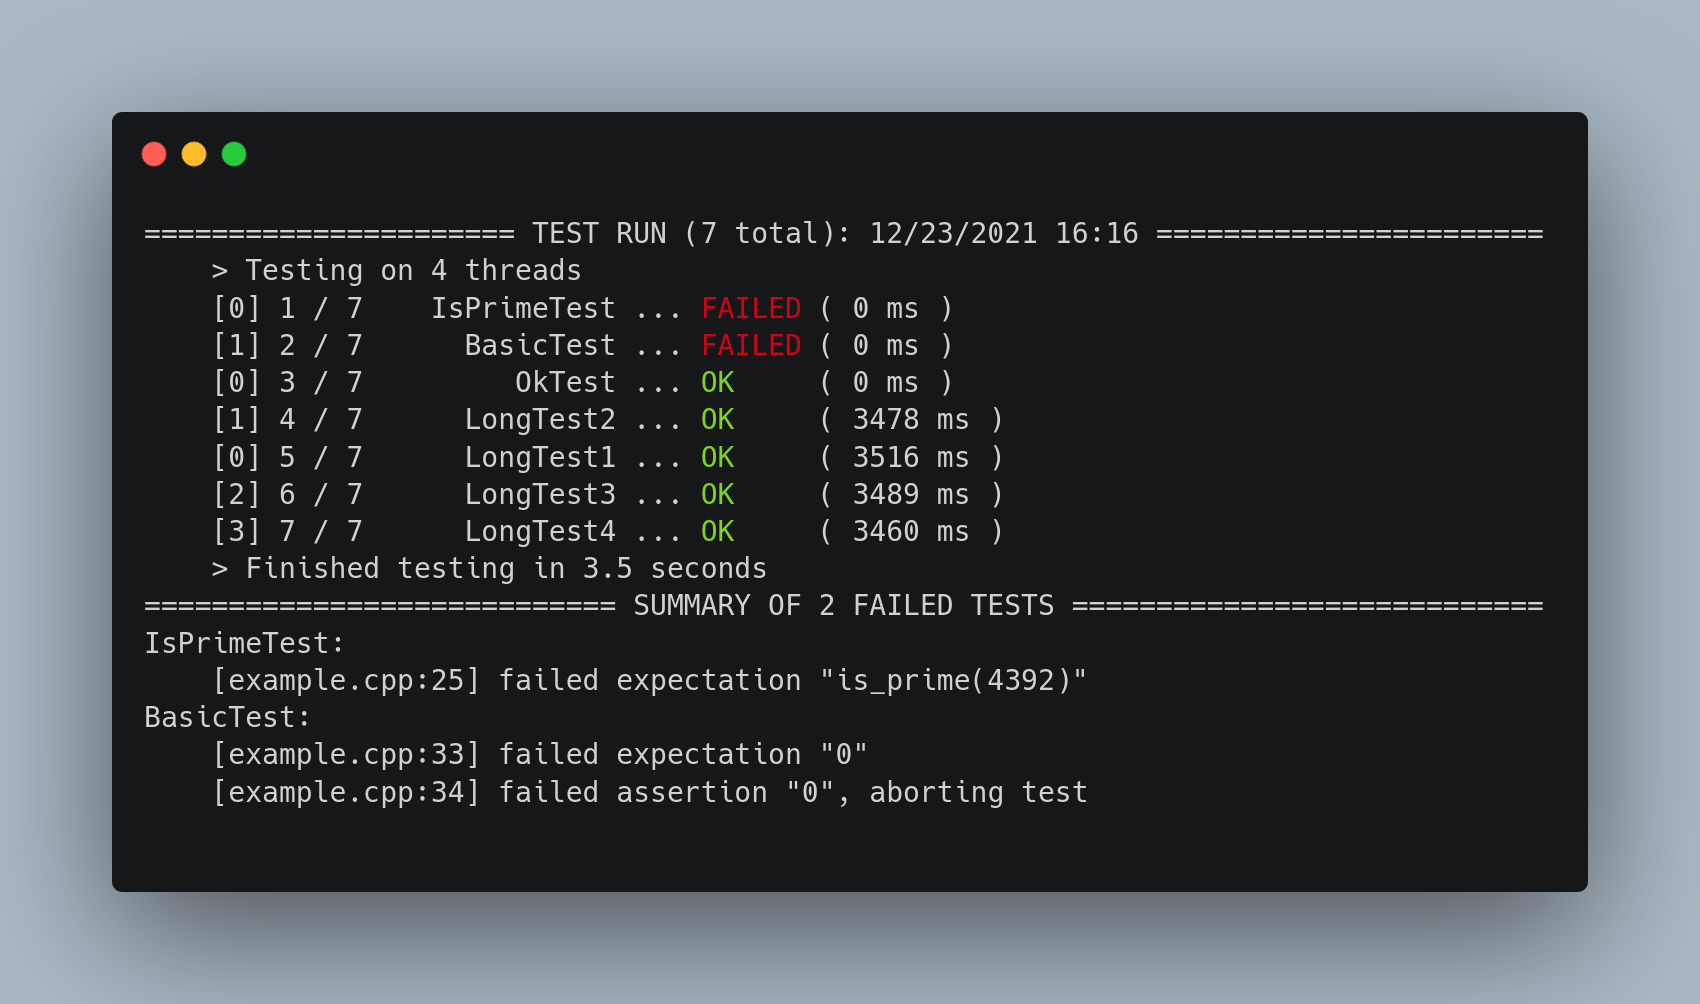 ====================== TEST RUN (7 total): 12/23/2021 16:16 =======================
    > Testing on 4 threads
    [0] 1 / 7    IsPrimeTest ... FAILED ( 0 ms )
    [1] 2 / 7      BasicTest ... FAILED ( 0 ms )
    [0] 3 / 7         OkTest ... OK     ( 0 ms )
    [1] 4 / 7      LongTest2 ... OK     ( 3478 ms )
    [0] 5 / 7      LongTest1 ... OK     ( 3516 ms )
    [2] 6 / 7      LongTest3 ... OK     ( 3489 ms )
    [3] 7 / 7      LongTest4 ... OK     ( 3460 ms )
    > Finished testing in 3.5 seconds
============================ SUMMARY OF 2 FAILED TESTS ============================
IsPrimeTest:
    [example.cpp:25] failed expectation "is_prime(4392)"
BasicTest:
    [example.cpp:33] failed expectation "0"
    [example.cpp:34] failed assertion "0", aborting test